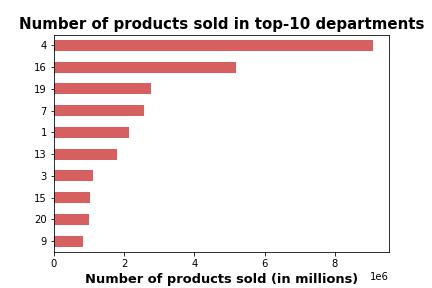 Number of products sold in top-10 departments
4
16
19
7
1
13
3
15
20
9
0 2 4 6 8
1e6
Number of products sold (in millions)